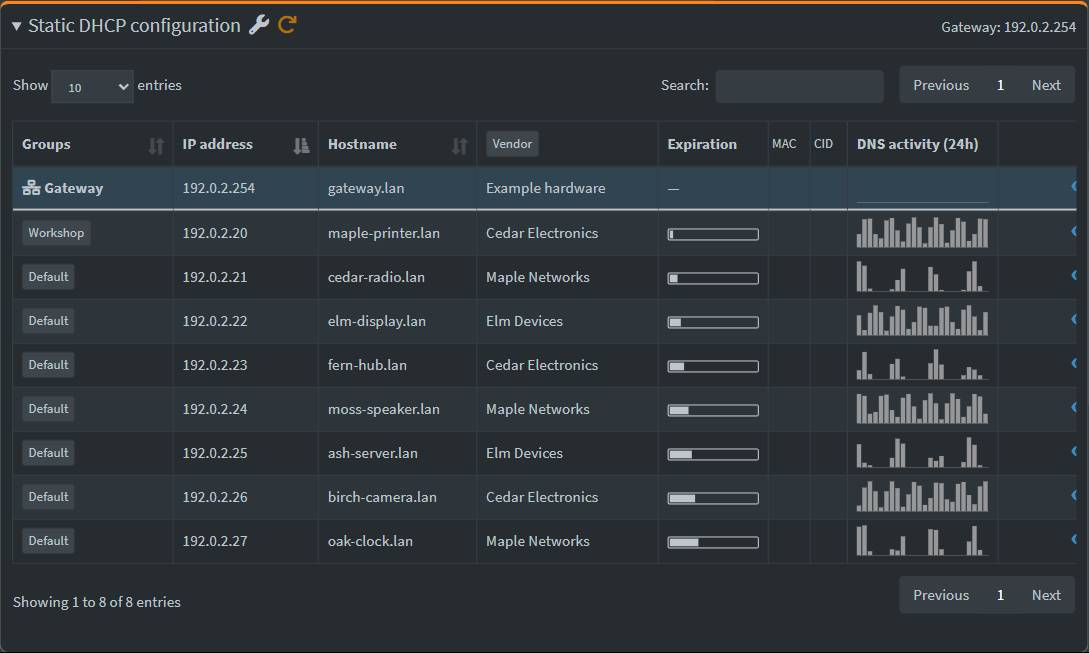 Static DHCP configuration
Gateway: 192.0.2.254
Show 10 entries
Search:
Previous 1 Next
Groups IP address Hostname Vendor Expiration MAC CID DNS activity (24h)
Gateway 192.0.2.254 gateway.lan Example hardware —
Workshop 192.0.2.20 maple-printer.lan Cedar Electronics
Default 192.0.2.21 cedar-radio.lan Maple Networks
Default 192.0.2.22 elm-display.lan Elm Devices
Default 192.0.2.23 fern-hub.lan Cedar Electronics
Default 192.0.2.24 moss-speaker.lan Maple Networks
Default 192.0.2.25 ash-server.lan Elm Devices
Default 192.0.2.26 birch-camera.lan Cedar Electronics
Default 192.0.2.27 oak-clock.lan Maple Networks
Showing 1 to 8 of 8 entries
Previous 1 Next